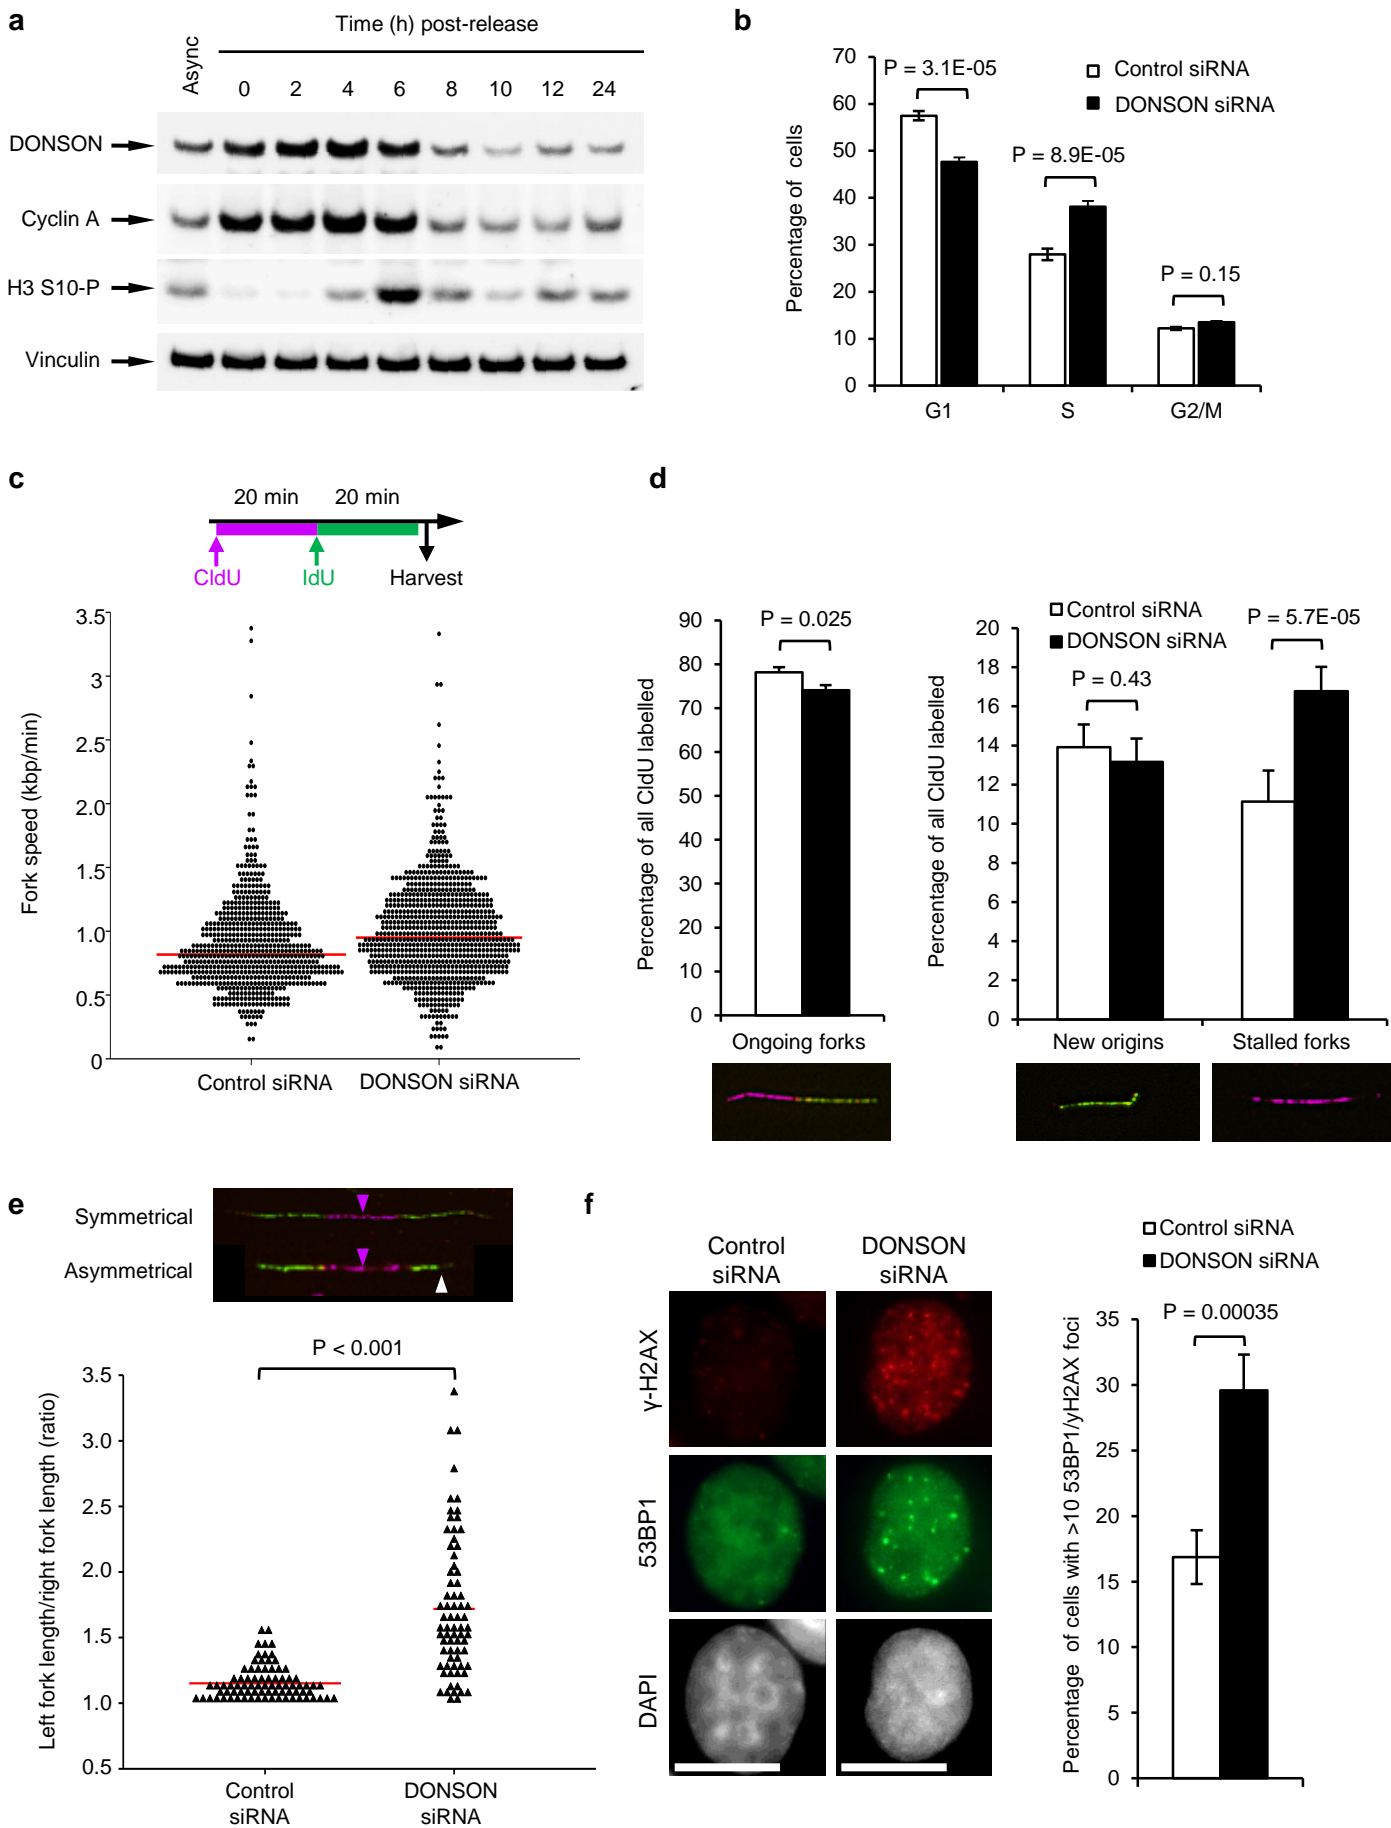 a
Time (h) post-release
Async
0 2 4 6 8 10 12 24
DONSON
Cyclin A
H3 S10-P
Vinculin
b
Percentage of cells
70
60
50
40
30
20
10
0
P = 3.1E-05
P = 8.9E-05
P = 0.15
Control siRNA
DONSON siRNA
G1 S G2/M
c
20 min 20 min
CldU IdU Harvest
Fork speed (kbp/min)
3.5
3
2.5
2.0
1.5
1.0
0.5
0
Control siRNA DONSON siRNA
d
Percentage of all CldU labelled
90
80
70
60
50
40
30
20
10
0
P = 0.025
Ongoing forks
Control siRNA
DONSON siRNA
Percentage of all CldU labelled
20
18
16
14
12
10
8
6
4
2
0
P = 0.43
P = 5.7E-05
New origins Stalled forks
e
Symmetrical
Asymmetrical
P < 0.001
Left fork length/right fork length (ratio)
3.5
3.0
2.5
2.0
1.5
1.0
0.5
Control
siRNA
DONSON
siRNA
f
Control
siRNA
DONSON
siRNA
γ-H2AX
53BP1
DAPI
Control siRNA
DONSON siRNA
Percentage of cells with >10 53BP1/yH2AX foci
35
30
25
20
15
10
5
0
P = 0.00035